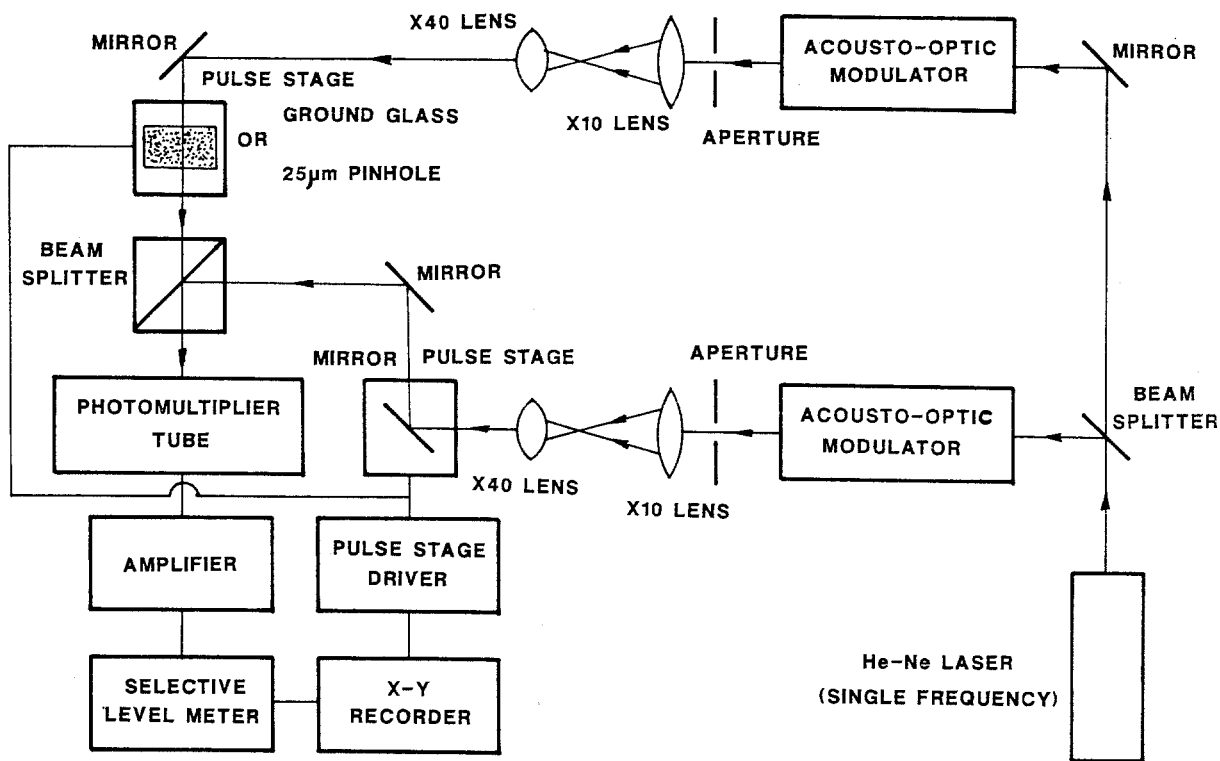 X40 LENS
MIRROR
ACOUSTO-OPTIC
MODULATOR
MIRROR
PULSE STAGE
GROUND GLASS
OR
25µm PINHOLE
X10 LENS
APERTURE
BEAM
SPLITTER
MIRROR
MIRROR
PULSE STAGE
APERTURE
PHOTOMULTIPLIER
TUBE
ACOUSTO-OPTIC
MODULATOR
BEAM
SPLITTER
X40 LENS
X10 LENS
AMPLIFIER
PULSE STAGE
DRIVER
He-Ne LASER
(SINGLE FREQUENCY)
SELECTIVE
LEVEL METER
X-Y
RECORDER